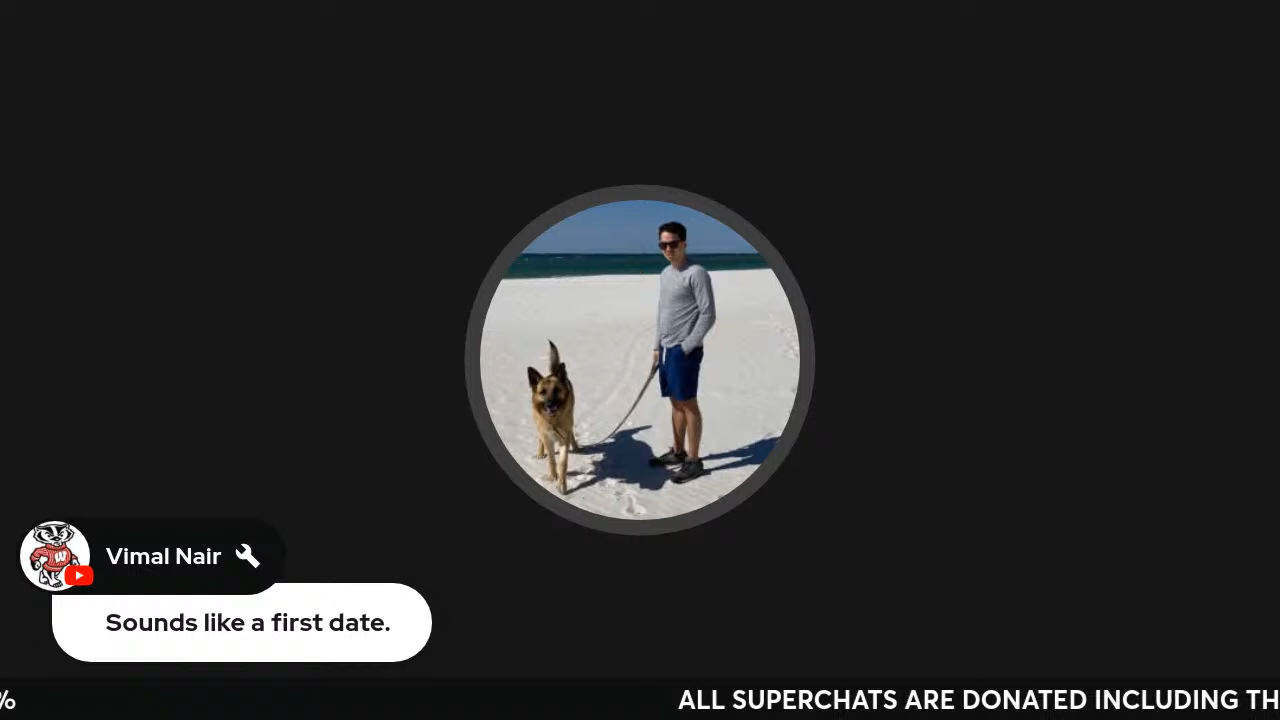 Vimal Nair
Sounds like a first date.
% ALL SUPERCHATS ARE DONATED INCLUDING TH